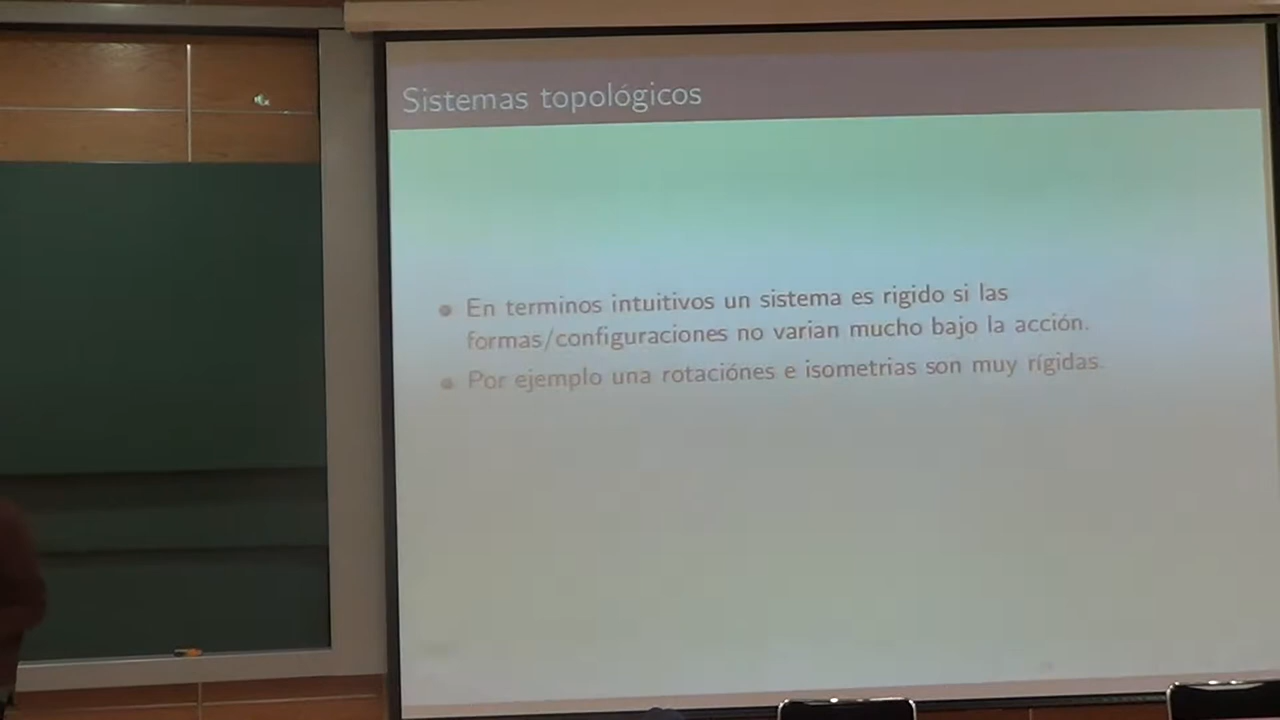 Sistemas topológicos
En terminos intuitivos un sistema es rigido si las
formas/configuraciones no varian mucho bajo la acción.
Por ejemplo una rotaciónes e isometrias son muy rígidas.